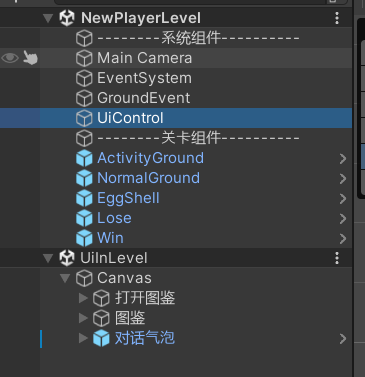 NewPlayerLevel
--------系统组件----------
Main Camera
EventSystem
GroundEvent
UiControl
--------关卡组件----------
ActivityGround
NormalGround
EggShell
Lose
Win
UiInLevel
Canvas
打开图鉴
图鉴
对话气泡